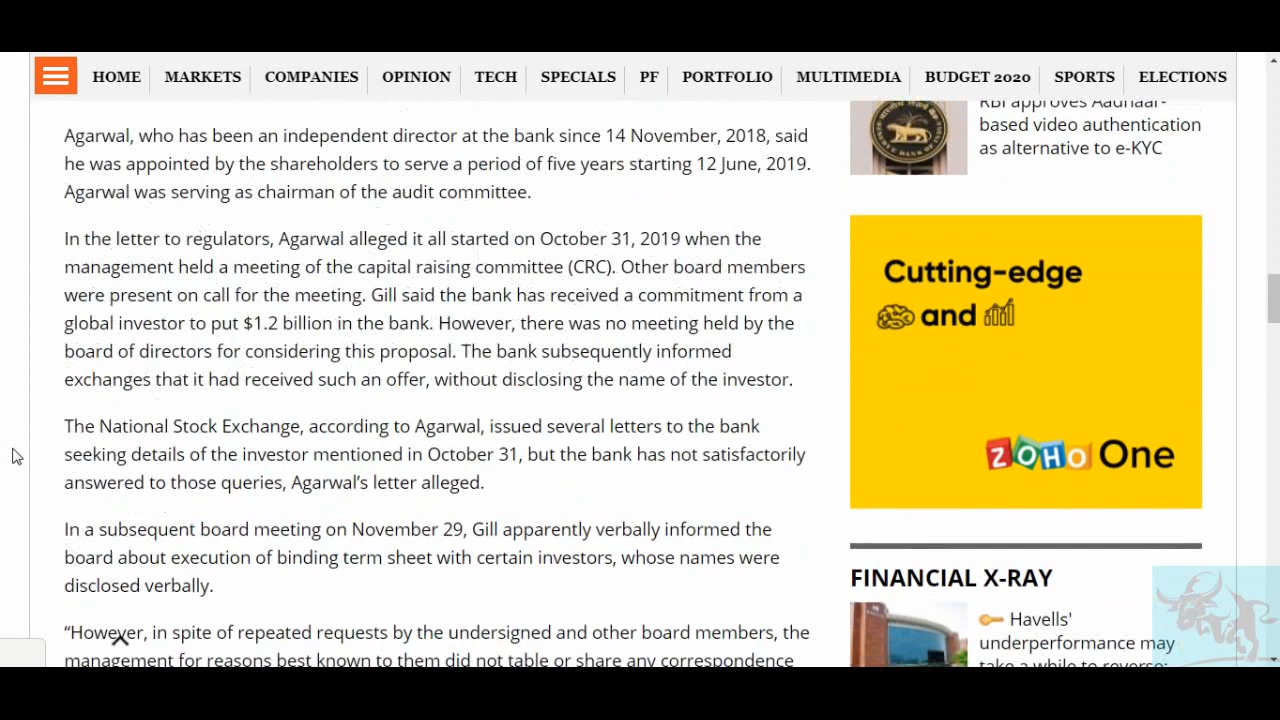 HOME MARKETS COMPANIES OPINION TECH SPECIALS PF PORTFOLIO MULTIMEDIA BUDGET 2020 SPORTS ELECTIONS
Agarwal, who has been an independent director at the bank since 14 November, 2018, said
he was appointed by the shareholders to serve a period of five years starting 12 June, 2019.
Agarwal was serving as chairman of the audit committee.
In the letter to regulators, Agarwal alleged it all started on October 31, 2019 when the
management held a meeting of the capital raising committee (CRC). Other board members
were present on call for the meeting. Gill said the bank has received a commitment from a
global investor to put $1.2 billion in the bank. However, there was no meeting held by the
board of directors for considering this proposal. The bank subsequently informed
exchanges that it had received such an offer, without disclosing the name of the investor.
The National Stock Exchange, according to Agarwal, issued several letters to the bank
seeking details of the investor mentioned in October 31, but the bank has not satisfactorily
answered to those queries, Agarwal’s letter alleged.
In a subsequent board meeting on November 29, Gill apparently verbally informed the
board about execution of binding term sheet with certain investors, whose names were
disclosed verbally.
“However, in spite of repeated requests by the undersigned and other board members, the
management for reasons best known to them did not table or share any correspondence
RBI approves Aadhaar-
based video authentication
as alternative to e-KYC
Cutting-edge
and
ZOHO One
FINANCIAL X-RAY
Havells'
underperformance may
take a while to reverse: